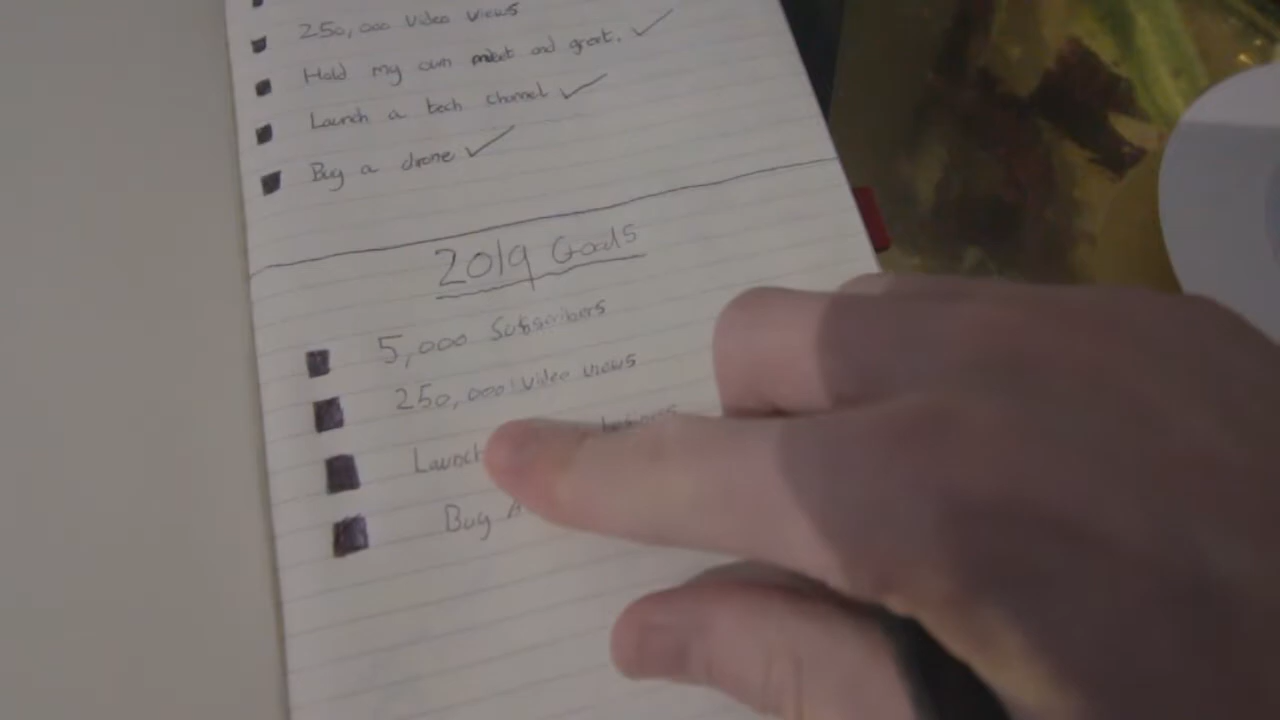 250,000 Video Views
Hold my own meet and greet. ✓
Launch a tech channel ✓
Buy a drone ✓
2019 Goals
5,000 Subscribers
250,000 Video views
Launch business
Buy A